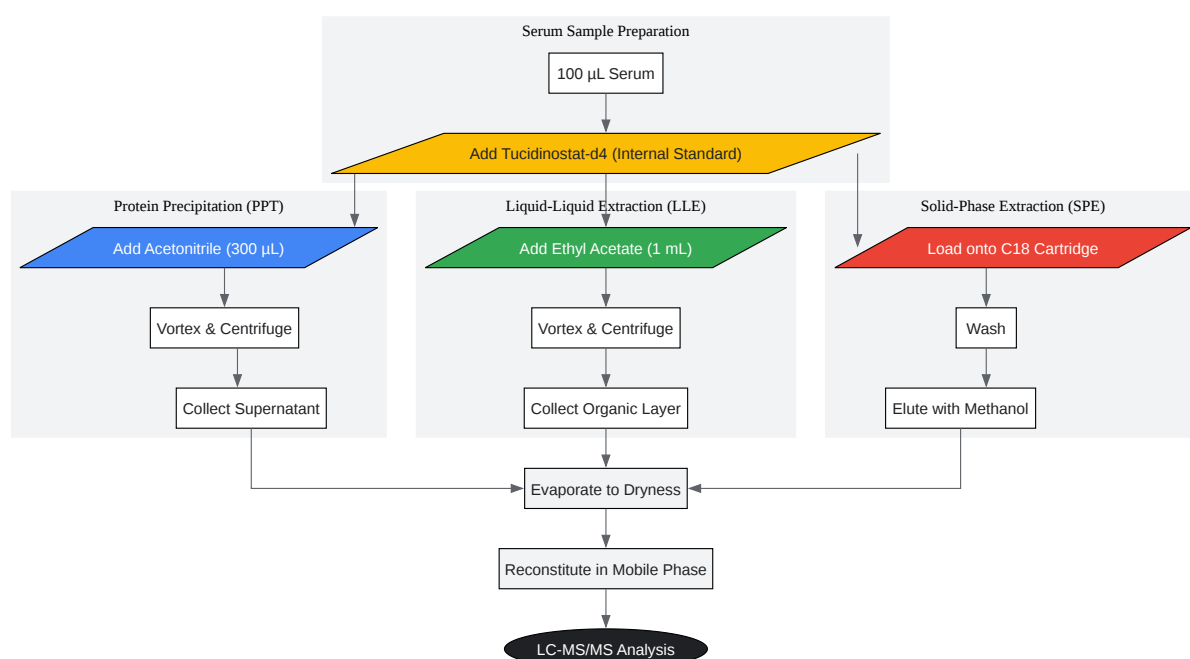 Serum Sample Preparation
100 µL Serum
Add Tucidinostat-d4 (Internal Standard)
Protein Precipitation (PPT)
Add Acetonitrile (300 µL)
Vortex & Centrifuge
Collect Supernatant
Liquid-Liquid Extraction (LLE)
Add Ethyl Acetate (1 mL)
Vortex & Centrifuge
Collect Organic Layer
Solid-Phase Extraction (SPE)
Load onto C18 Cartridge
Wash
Elute with Methanol
Evaporate to Dryness
Reconstitute in Mobile Phase
LC-MS/MS Analysis